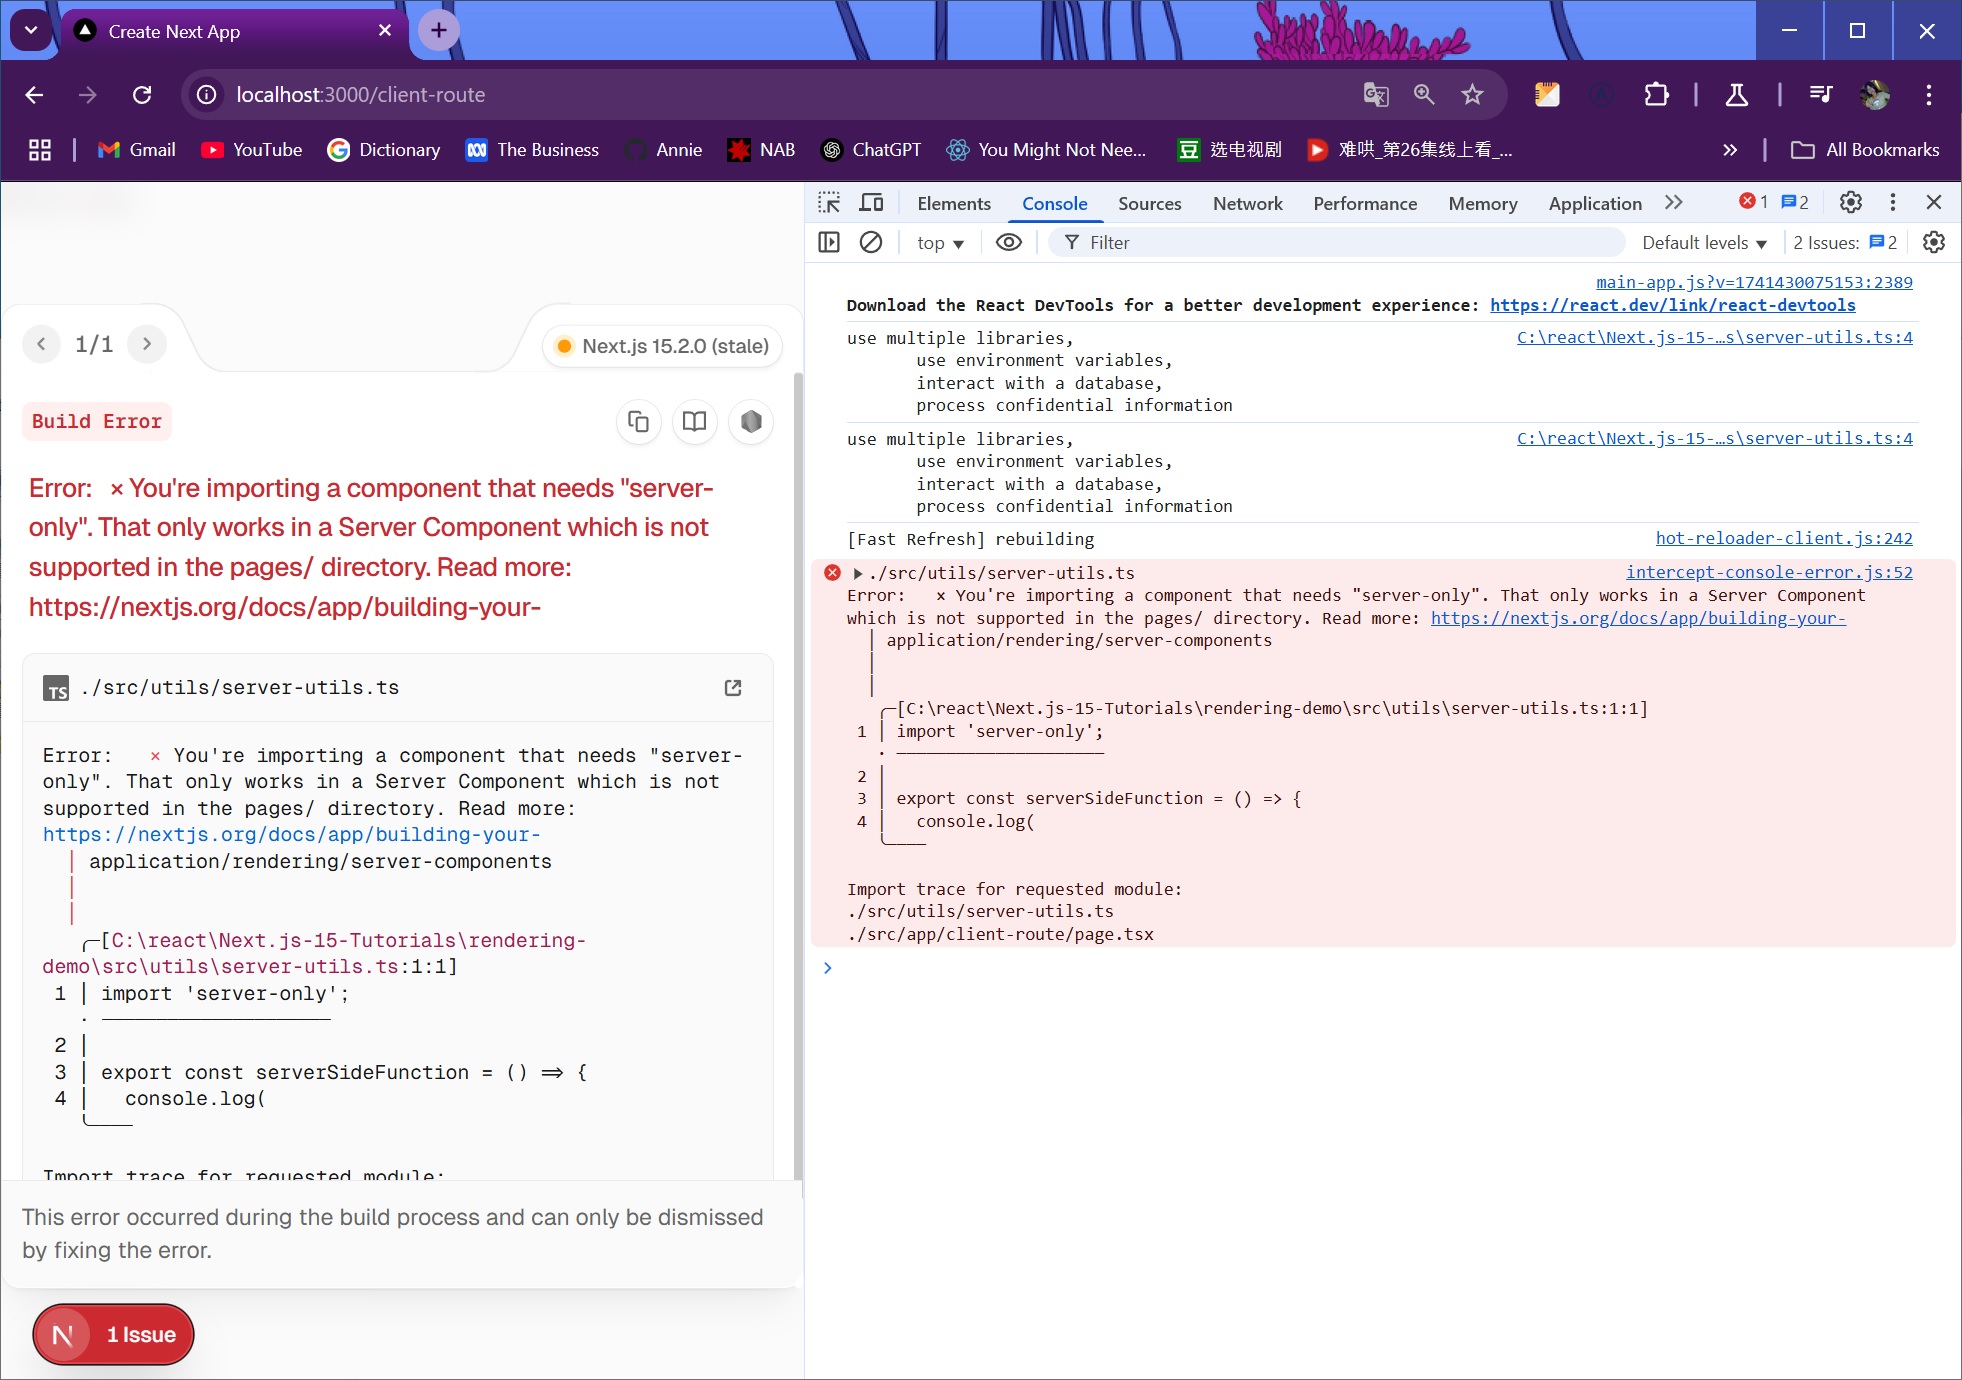 Create Next App
localhost:3000/client-route
Gmail
YouTube
Dictionary
The Business
Annie
NAB
ChatGPT
You Might Not Nee...
选电视剧
难哄_第26集线上看_...
All Bookmarks
1/1
Next.js 15.2.0 (stale)
Build Error
Error: × You're importing a component that needs "server-
only". That only works in a Server Component which is not
supported in the pages/ directory. Read more:
https://nextjs.org/docs/app/building-your-
TS ./src/utils/server-utils.ts
Error: × You're importing a component that needs "server-
only". That only works in a Server Component which is not
supported in the pages/ directory. Read more:
https://nextjs.org/docs/app/building-your-
│ application/rendering/server-components
│
│
╭─[C:\react\Next.js-15-Tutorials\rendering-
demo\src\utils\server-utils.ts:1:1]
1 │ import 'server-only';
· ─────────────────────
2 │
3 │ export const serverSideFunction = () => {
4 │ console.log(
╰────
Import trace for requested module:
This error occurred during the build process and can only be dismissed
by fixing the error.
N 1 Issue
Elements Console Sources Network Performance Memory Application 1 2
top Filter Default levels 2 Issues: 2
main-app.js?v=1741430075153:2389
Download the React DevTools for a better development experience: https://react.dev/link/react-devtools
use multiple libraries, C:\react\Next.js-15-…s\server-utils.ts:4
use environment variables,
interact with a database,
process confidential information
use multiple libraries, C:\react\Next.js-15-…s\server-utils.ts:4
use environment variables,
interact with a database,
process confidential information
[Fast Refresh] rebuilding hot-reloader-client.js:242
./src/utils/server-utils.ts intercept-console-error.js:52
Error: × You're importing a component that needs "server-only". That only works in a Server Component
which is not supported in the pages/ directory. Read more: https://nextjs.org/docs/app/building-your-
│ application/rendering/server-components
│
│
╭─[C:\react\Next.js-15-Tutorials\rendering-demo\src\utils\server-utils.ts:1:1]
1 │ import 'server-only';
· ─────────────────────
2 │
3 │ export const serverSideFunction = () => {
4 │ console.log(
╰────
Import trace for requested module:
./src/utils/server-utils.ts
./src/app/client-route/page.tsx